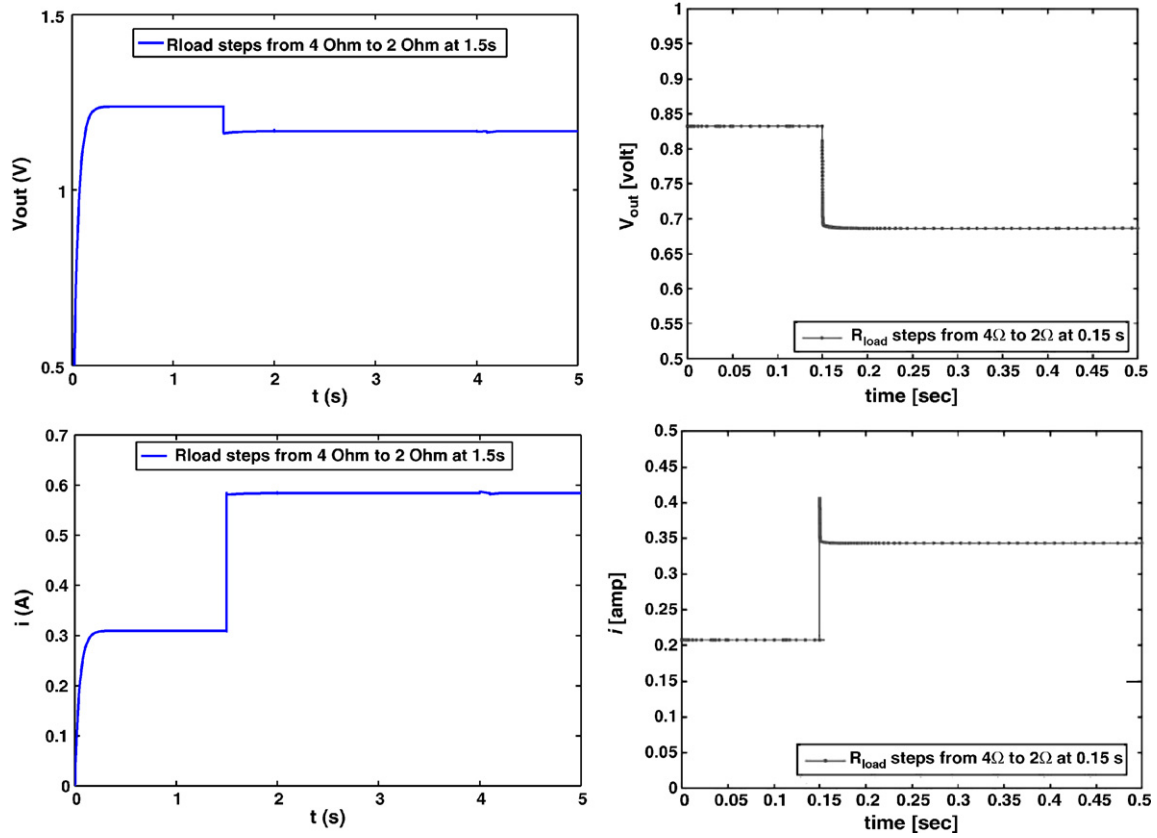 1.5
Rload steps from 4 Ohm to 2 Ohm at 1.5s
1
0.5
Vout (V)
0 1 2 3 4 5
t (s)
1
0.95
0.9
0.85
0.8
0.75
0.7
0.65
0.6
0.55
0.5
Vout [volt]
Rload steps from 4Ω to 2Ω at 0.15 s
0 0.05 0.1 0.15 0.2 0.25 0.3 0.35 0.4 0.45 0.5
time [sec]
0.7
Rload steps from 4 Ohm to 2 Ohm at 1.5s
0.6
0.5
0.4
0.3
0.2
0.1
0
i (A)
0 1 2 3 4 5
t (s)
0.5
0.45
0.4
0.35
0.3
0.25
0.2
0.15
0.1
0.05
0
i [amp]
Rload steps from 4Ω to 2Ω at 0.15 s
0 0.05 0.1 0.15 0.2 0.25 0.3 0.35 0.4 0.45 0.5
time [sec]